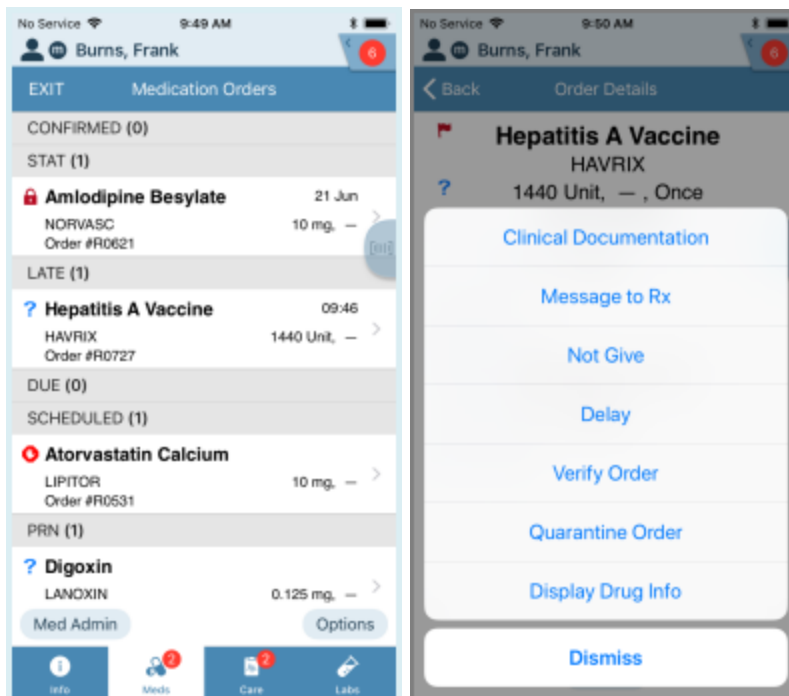 No Service 9:49 AM
Burns, Frank
6
EXIT Medication Orders
CONFIRMED (0)
STAT (1)
Amlodipine Besylate 21 Jun
NORVASC 10 mg, —
Order #R0621
LATE (1)
? Hepatitis A Vaccine 09:46
HAVRIX 1440 Unit, —
Order #R0727
DUE (0)
SCHEDULED (1)
Atorvastatin Calcium
LIPITOR 10 mg, —
Order #R0531
PRN (1)
? Digoxin
LANOXIN 0.125 mg, —
Med Admin Options
2 2
Info Meds Care Labs
No Service 9:50 AM
Burns, Frank
6
Back Order Details
Hepatitis A Vaccine
HAVRIX
? 1440 Unit, — , Once
Clinical Documentation
Message to Rx
Not Give
Delay
Verify Order
Quarantine Order
Display Drug Info
Dismiss